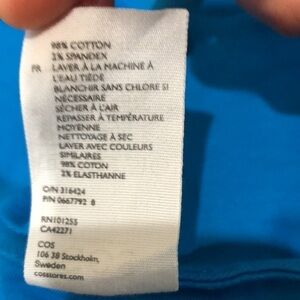 98% COTTON
2% SPANDEX
FR LAVER À LA MACHINE À
L'EAU TIÈDE
BLANCHIR SANS CHLORE SI
NÉCESSAIRE
SÉCHER À L'AIR
REPASSER À TEMPÉRATURE
MOYENNE
NETTOYAGE À SEC
LAVER AVEC COULEURS
SIMILAIRES
98% COTON
2% ELASTHANNE
O/N 316424
P/N 0667792 8
RN101255
CA42271
COS
106 38 Stockholm,
Sweden
cosstores.com